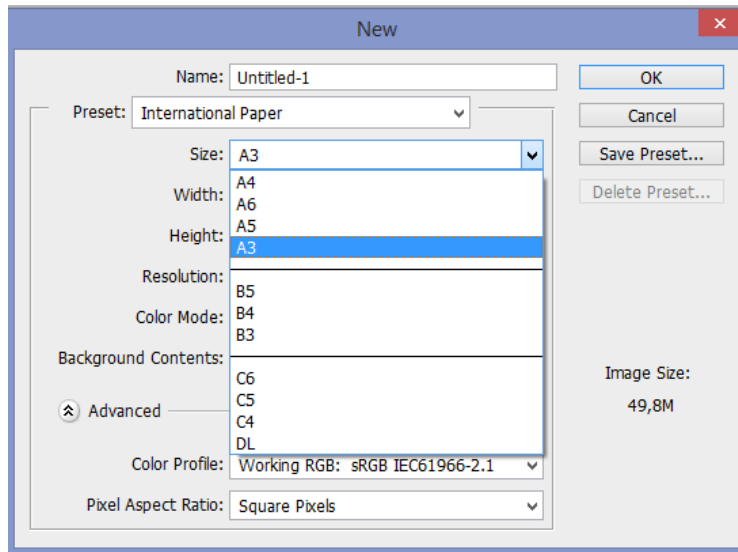 New
Name: Untitled-1
OK
Preset: International Paper
Cancel
Size: A3
Save Preset...
Width:
A4
Delete Preset...
A6
Height:
A5
A3
Resolution:
B5
Color Mode:
B4
B3
Background Contents:
C6
Image Size:
C5
49,8M
Advanced
C4
DL
Color Profile: Working RGB: sRGB IEC61966-2.1
Pixel Aspect Ratio: Square Pixels